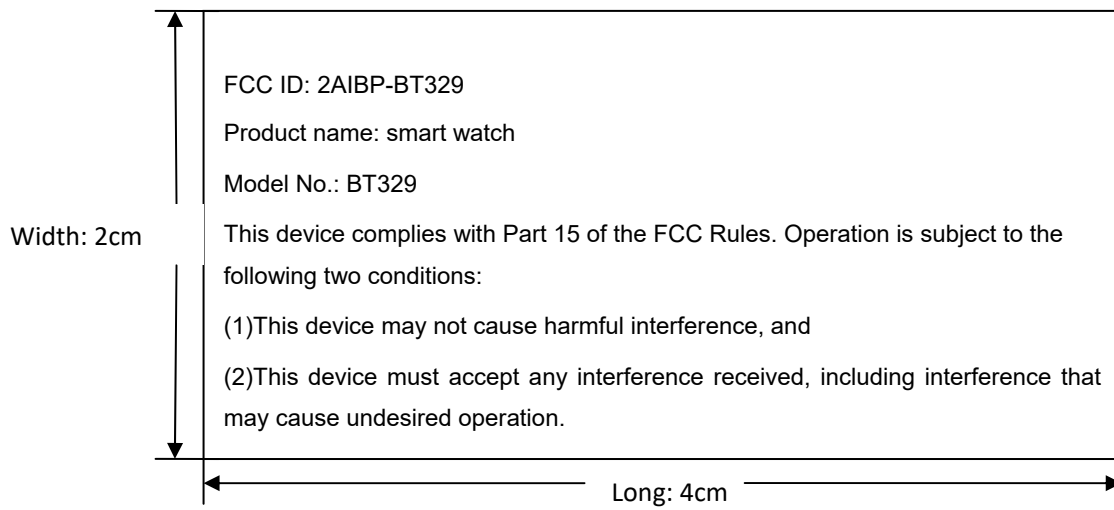 FCC ID: 2AIBP-BT329
Product name: smart watch
Model No.: BT329
Width: 2cm
This device complies with Part 15 of the FCC Rules. Operation is subject to the
following two conditions:
(1)This device may not cause harmful interference, and
(2)This device must accept any interference received, including interference that
may cause undesired operation.
Long: 4cm